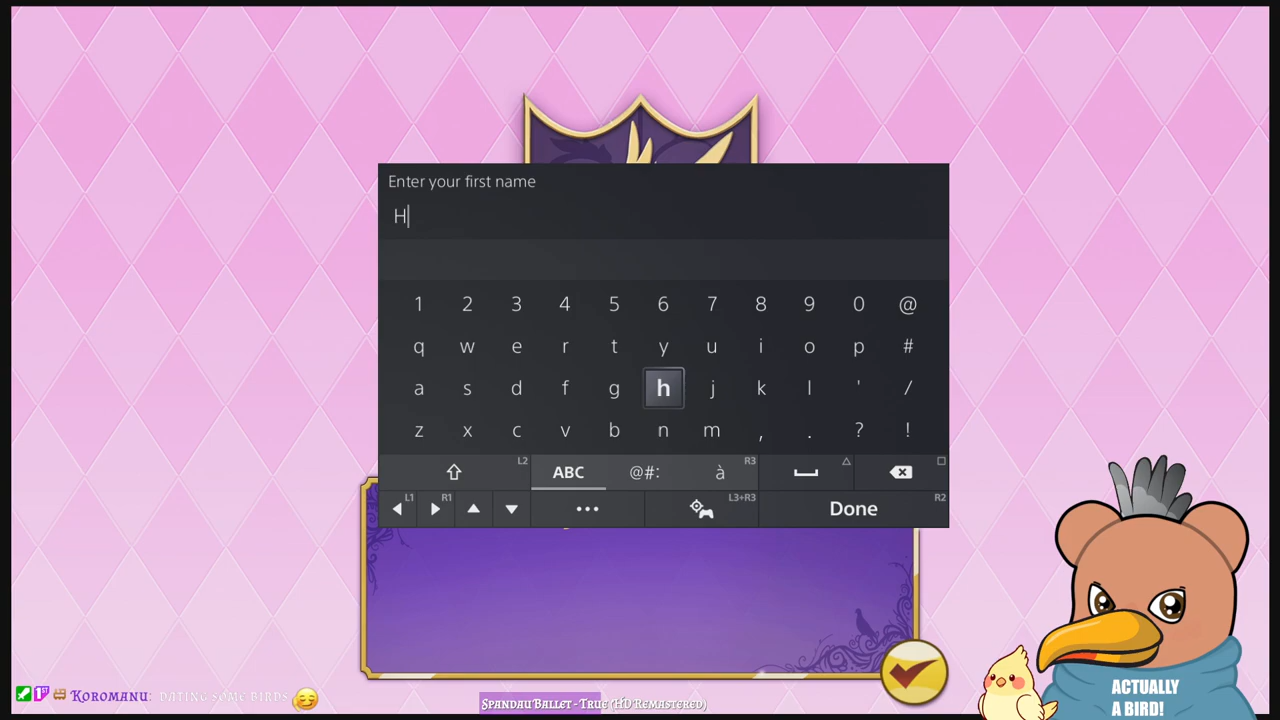 Enter your first name
H
1 2 3 4 5 6 7 8 9 0 @
q w e r t y u i o p #
a s d f g h j k l ' /
z x c v b n m , . ? !
L2 ABC @#: à R3
L1 R1 ... L3+R3 Done R2
KOROMANU: DATING SOME BIRDS
1ST
SPANDAU BALLET - TRUE (HD REMASTERED)
ACTUALLY
A BIRD!